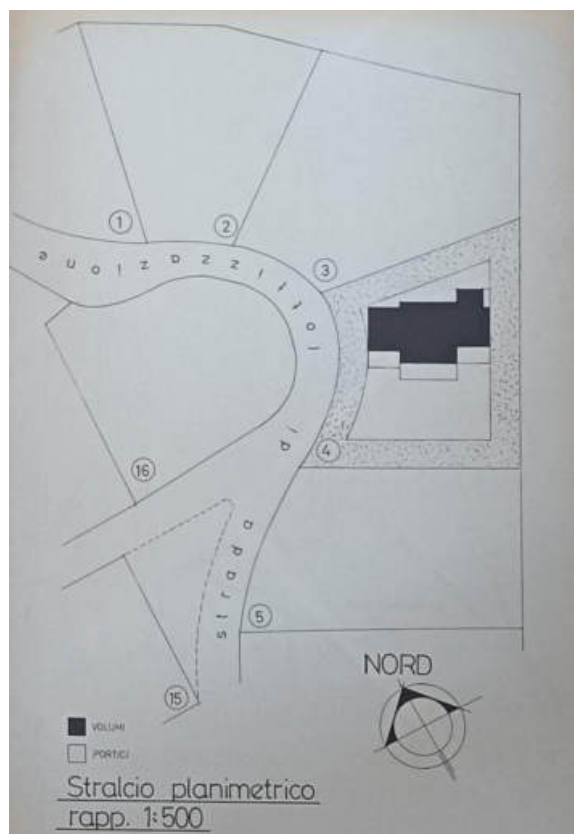 1
2
3
strada di lottizzazione
4
16
5
15
NORD
VOLUMI
PORTICI
Stralcio planimetrico
rapp. 1:500